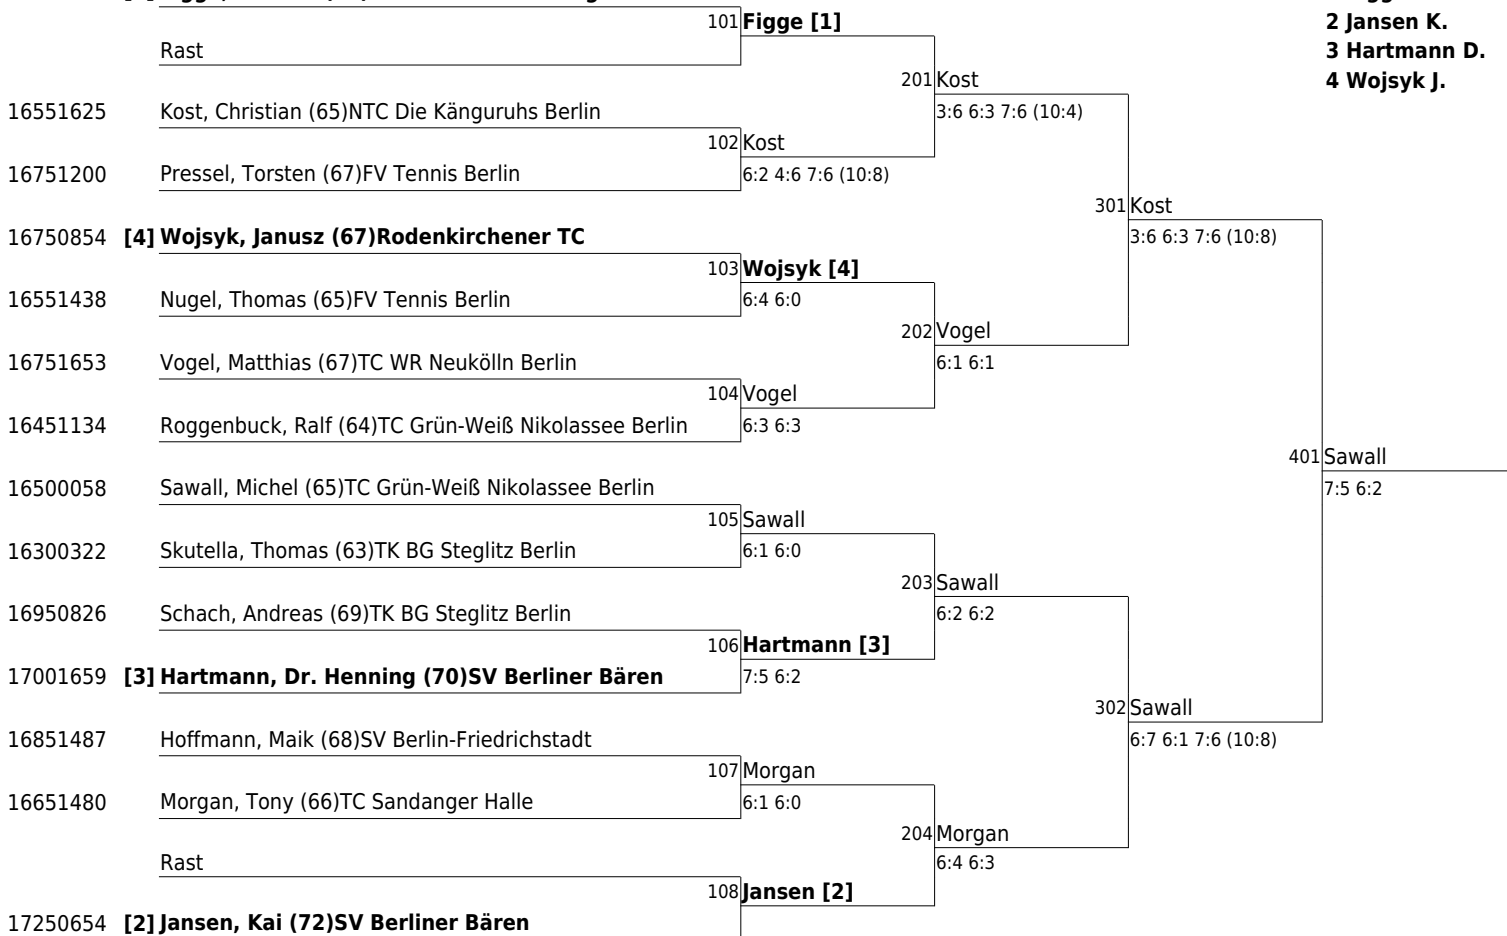 101 Figge [1]
2 Jansen K.
Rast
3 Hartmann D.
201 Kost
4 Wojsyk J.
16551625 Kost, Christian (65)NTC Die Känguruhs Berlin
3:6 6:3 7:6 (10:4)
102 Kost
16751200 Pressel, Torsten (67)FV Tennis Berlin
6:2 4:6 7:6 (10:8)
301 Kost
16750854 [4] Wojsyk, Janusz (67)Rodenkirchener TC
3:6 6:3 7:6 (10:8)
103 Wojsyk [4]
16551438 Nugel, Thomas (65)FV Tennis Berlin
6:4 6:0
202 Vogel
16751653 Vogel, Matthias (67)TC WR Neukölln Berlin
6:1 6:1
104 Vogel
16451134 Roggenbuck, Ralf (64)TC Grün-Weiß Nikolassee Berlin
6:3 6:3
401 Sawall
16500058 Sawall, Michel (65)TC Grün-Weiß Nikolassee Berlin
7:5 6:2
105 Sawall
16300322 Skutella, Thomas (63)TK BG Steglitz Berlin
6:1 6:0
203 Sawall
16950826 Schach, Andreas (69)TK BG Steglitz Berlin
6:2 6:2
106 Hartmann [3]
17001659 [3] Hartmann, Dr. Henning (70)SV Berliner Bären
7:5 6:2
302 Sawall
16851487 Hoffmann, Maik (68)SV Berlin-Friedrichstadt
6:7 6:1 7:6 (10:8)
107 Morgan
16651480 Morgan, Tony (66)TC Sandanger Halle
6:1 6:0
204 Morgan
Rast
6:4 6:3
108 Jansen [2]
17250654 [2] Jansen, Kai (72)SV Berliner Bären